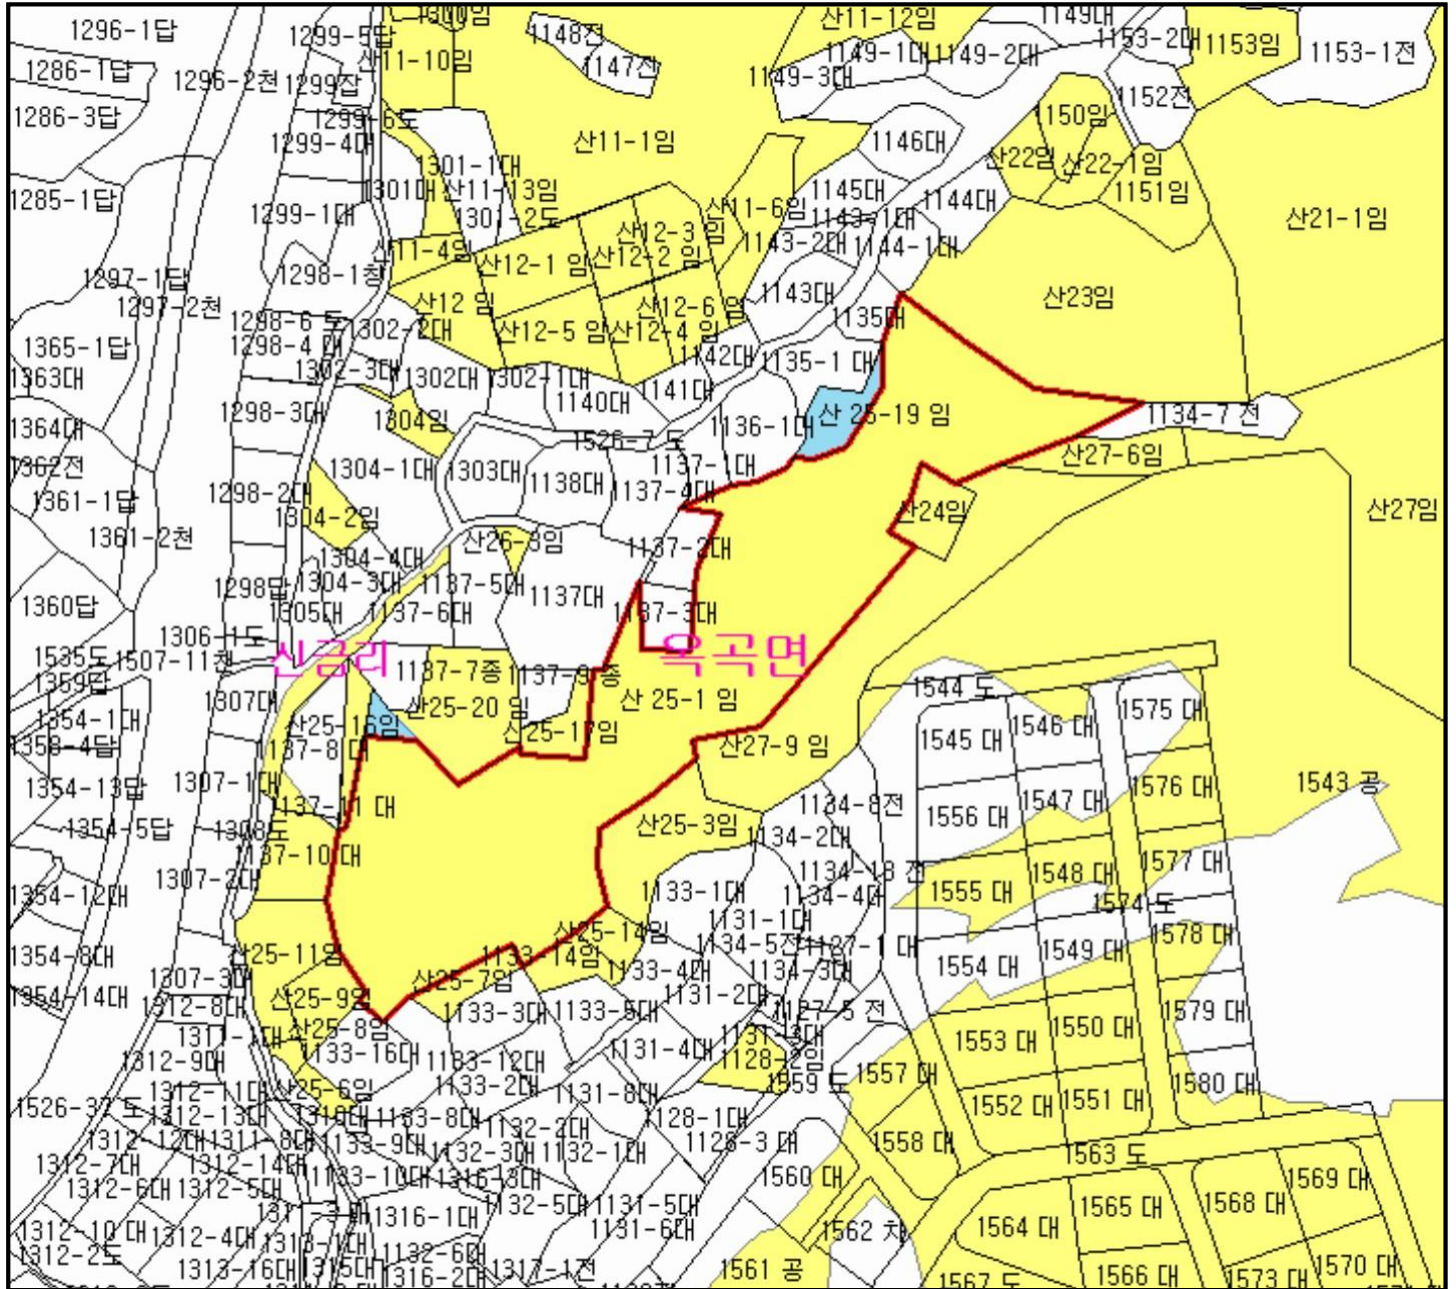 1296-1답
1299-5답
산11-12임
1149대
1148전
1153-2대
1153임
1153-1전
1286-1답
1296-2천
1299잡
산11-10임
1147전
1149-3대
1149-1대
1149-2대
1152전
1286-3답
1299-6도
1299-4대
산11-1임
1146대
1150임
산22임
산22-1임
1151임
1285-1답
1299-1대
1301대
1301-1대
산11-13임
1301-2도
산11-6임
1145대
1143-1대
1144대
산21-1임
1297-1답
1298-1창
산11-4임
산12-1 임
산12-2 임
산12-3 임
1143-2대
1144-1대
1297-2천
산12 임
산12-5 임
산12-4 임
산12-6 임
1143대
1135대
산23임
1365-1답
1298-6 도
1298-4 대
1302-2대
1302-3대
1302대
1302-1대
1142대
1135-1 대
1363대
1140대
1141대
1364대
1298-3대
1304임
1526-7 도
1136-1대
산 25-19 임
1134-7 전
1362전
1304-1대
1303대
1138대
1137-1대
1137-4대
산27-6임
1361-1답
1298-2대
1304-2임
산24임
산27임
1361-2천
산26-3임
1137-2대
1304-4대
1304-3대
1137-5대
1137대
1360답
1298답
1305대
1137-6대
1137-3대
1306-1도
1535도
1507-11천
신금리
옥곡면
1359답
1307대
1137-7종
1137-9 종
산 25-1 임
1544 도
1354-1대
1358-4답
산25-16임
산25-20 임
산25-17임
산27-9 임
1545 대
1546 대
1575 대
1137-8 대
1354-13답
1307-1대
1137-11 대
1576 대
1543 공
1354-5답
1308도
산25-3임
1134-8전
1134-2대
1556 대
1547 대
1137-10 대
1307-2대
1134-18 전
1548 대
1577 대
1354-12대
1133-1대
1134-4대
1555 대
1574 도
1131-1대
1134-5전
1127-1 대
1354-8대
산25-11임
산25-14임
1133-14임
1549 대
1578 대
1307-3대
산25-7임
1133-4대
1134-3대
1554 대
1354-14대
1312-8대
산25-9임
1133-3대
1133-5대
1131-2대
1127-5 전
1579 대
1311-1대
산25-8임
1131-3대
1553 대
1550 대
1312-9대
1133-16대
1133-12대
1131-4대
1128-2임
1559 도
1557 대
1133-2대
1312-11대
산25-6임
1131-8대
1552 대
1551 대
1580 대
1312-13대
1310대
1133-8대
1132-2대
1128-1대
1312-12대
1311-8대
1133-9대
1132-3대
1132-1대
1128-3 대
1558 대
1563 도
1312-7대
1312-14대
1133-10대
1316-3대
1560 대
1569 대
1312-6대
1312-5대
1132-5대
1131-5대
1565 대
1568 대
1316-1대
1131-6대
1312-10 대
1312-4대
1313-1대
1562 차
1564 대
1312-2도
1132-6대
1313-16대
1315대
1316-2대
1317-1전
1561 공
1567 도
1566 대
1573 대
1570 대